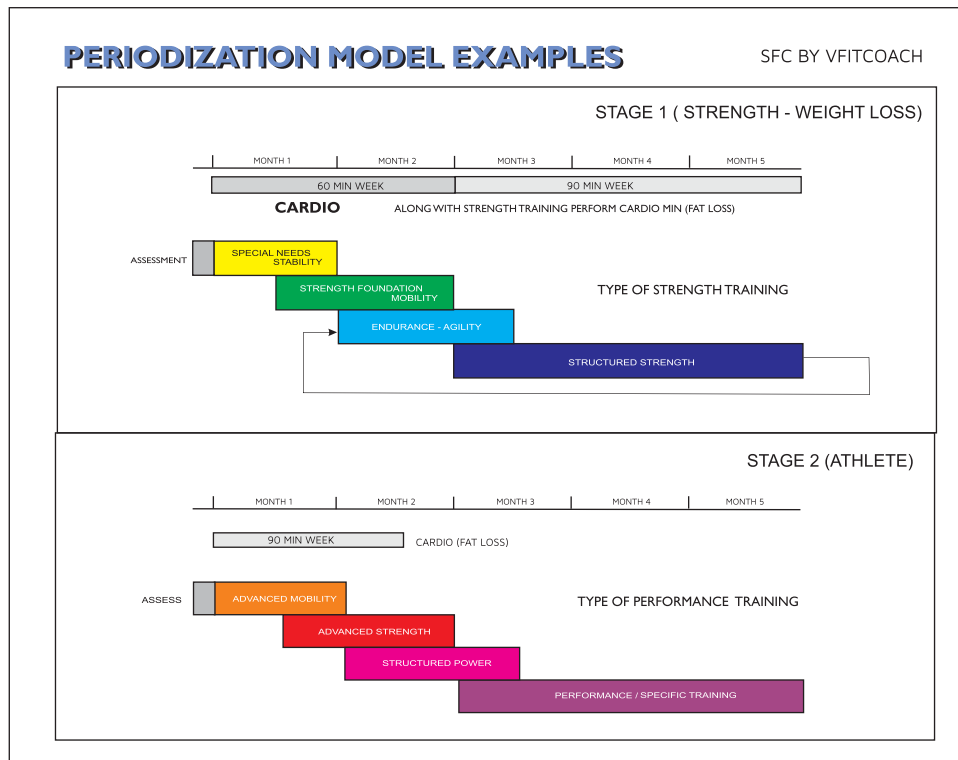 PERIODIZATION MODEL EXAMPLES
SFC BY VFITCOACH
STAGE 1 ( STRENGTH - WEIGHT LOSS)
MONTH 1 MONTH 2 MONTH 3 MONTH 4 MONTH 5
60 MIN WEEK 90 MIN WEEK
CARDIO ALONG WITH STRENGTH TRAINING PERFORM CARDIO MIN (FAT LOSS)
ASSESSMENT
SPECIAL NEEDS
STABILITY
STRENGTH FOUNDATION
MOBILITY
TYPE OF STRENGTH TRAINING
ENDURANCE - AGILITY
STRUCTURED STRENGTH
STAGE 2 (ATHLETE)
MONTH 1 MONTH 2 MONTH 3 MONTH 4 MONTH 5
90 MIN WEEK CARDIO (FAT LOSS)
ASSESS
ADVANCED MOBILITY
TYPE OF PERFORMANCE TRAINING
ADVANCED STRENGTH
STRUCTURED POWER
PERFORMANCE / SPECIFIC TRAINING